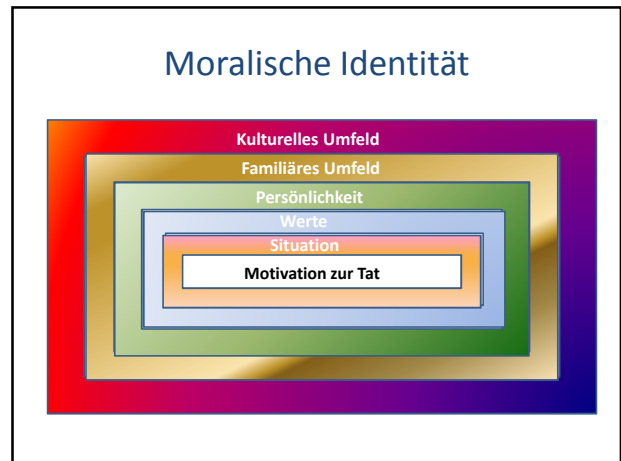 Moralische Identität
Kulturelles Umfeld
Familiäres Umfeld
Persönlichkeit
Werte
Situation
Motivation zur Tat